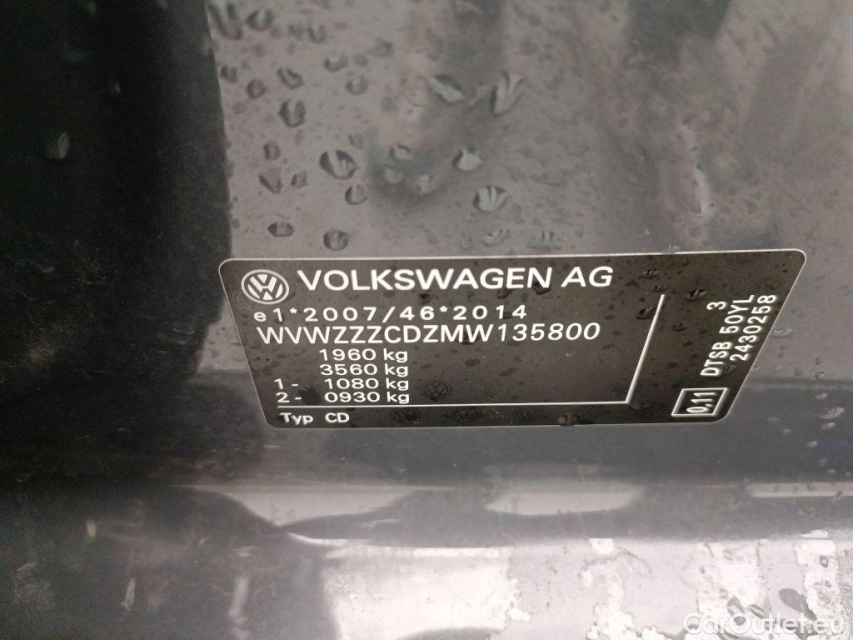 VOLKSWAGEN AG
e1*2007/46*2014
WVWZZZCDZMW135800
1960 kg
3560 kg
1- 1080 kg
2- 0930 kg
Typ CD
3
DTSB 50YL
2430258
0.11
CarOutlet.eu